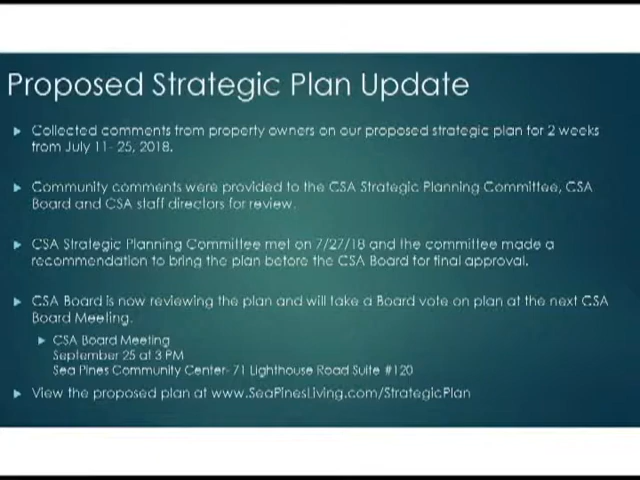 Proposed Strategic Plan Update
Collected comments from property owners on our proposed strategic plan for 2 weeks
from July 11- 25, 2018.
Community comments were provided to the CSA Strategic Planning Committee, CSA
Board and CSA staff directors for review.
CSA Strategic Planning Committee met on 7/27/18 and the committee made a
recommendation to bring the plan before the CSA Board for final approval.
CSA Board is now reviewing the plan and will take a Board vote on plan at the next CSA
Board Meeting.
CSA Board Meeting
September 25 at 3 PM
Sea Pines Community Center- 71 Lighthouse Road Suite #120
View the proposed plan at www.SeaPinesLiving.com/StrategicPlan